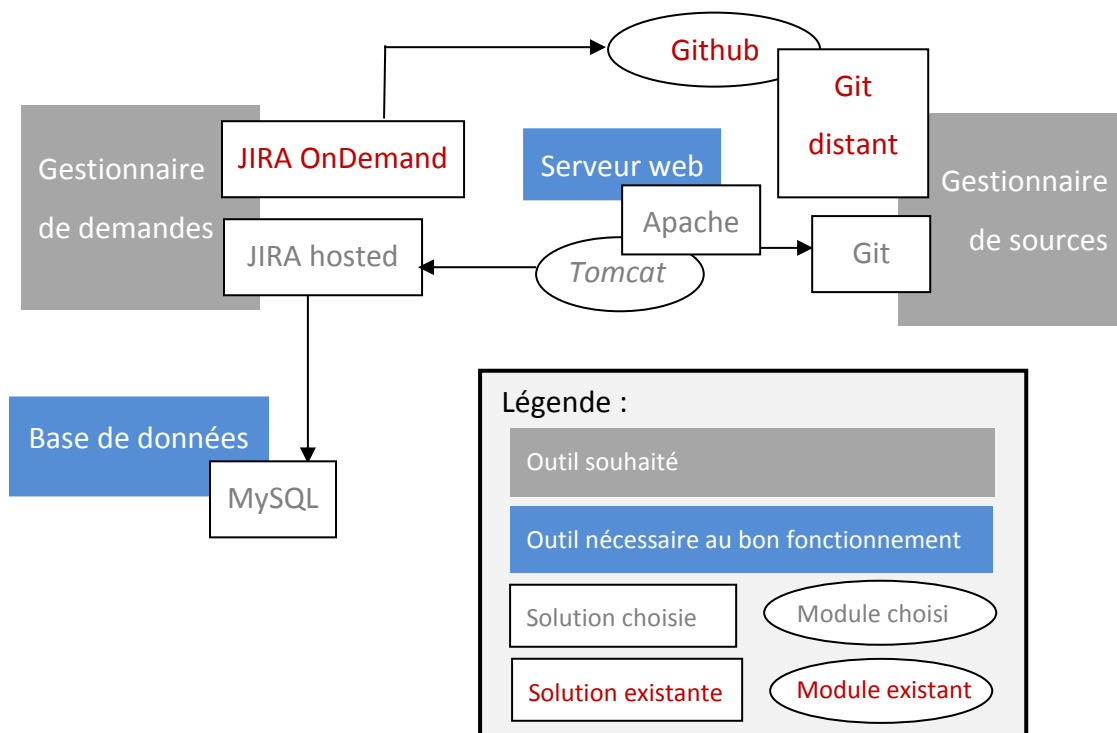 Github
Git
distant
JIRA OnDemand
Gestionnaire
de demandes
Serveur web
Gestionnaire
de sources
Apache
JIRA hosted
Tomcat
Git
Base de données
MySQL
Légende :
Outil souhaité
Outil nécessaire au bon fonctionnement
Solution choisie
Module choisi
Solution existante
Module existant